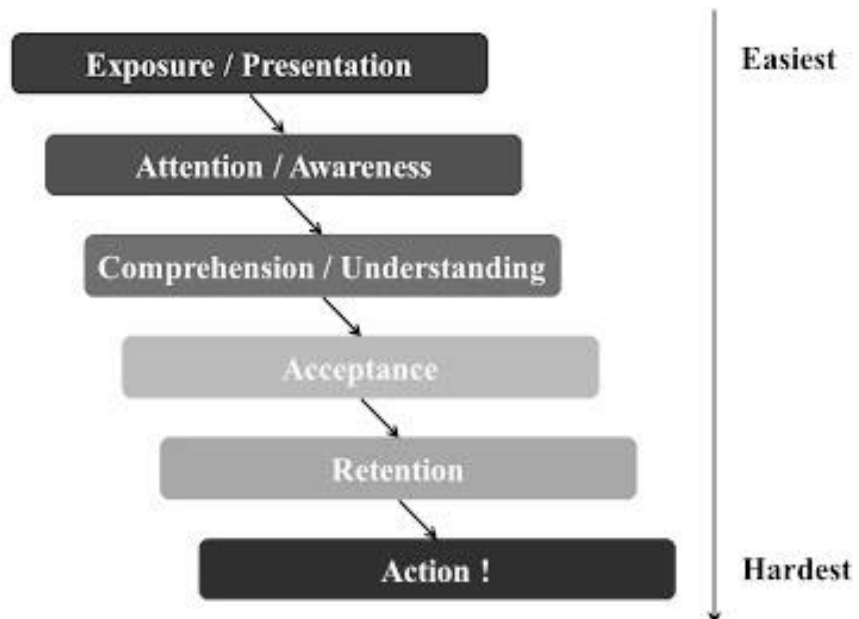 Exposure / Presentation
Easiest
Attention / Awareness
Comprehension / Understanding
Acceptance
Retention
Action !
Hardest